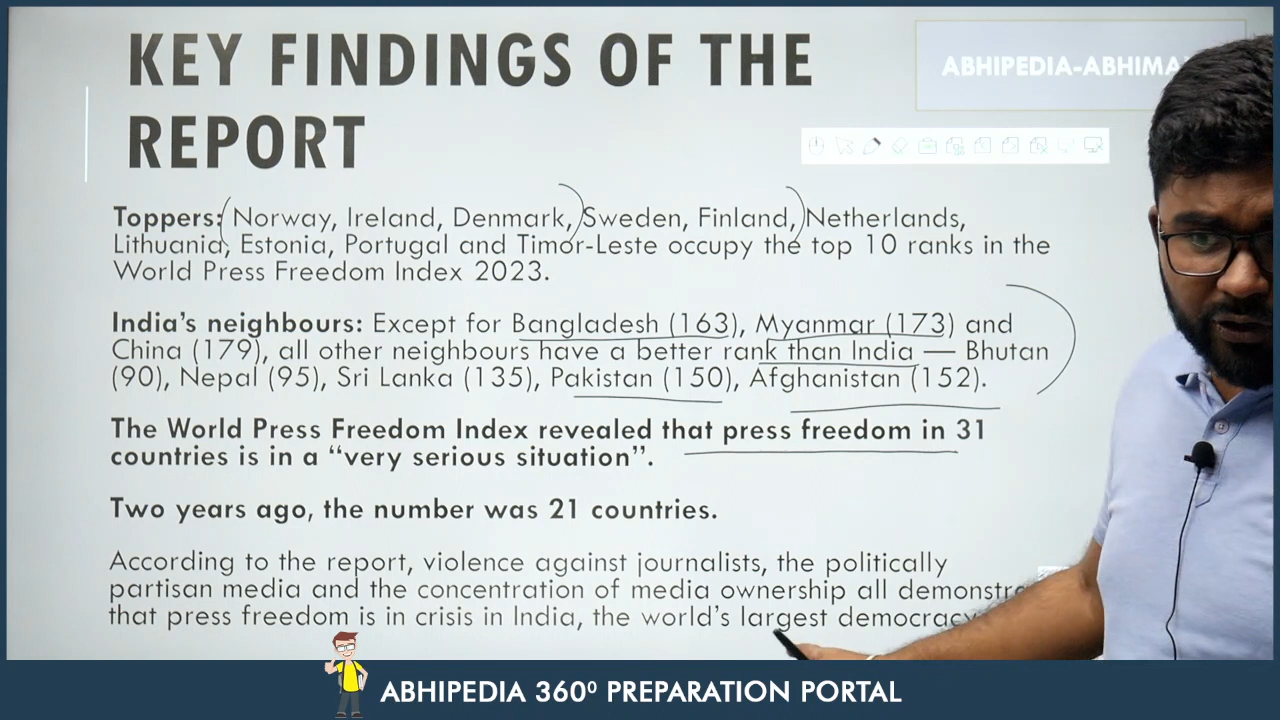 KEY FINDINGS OF THE
REPORT
ABHIPEDIA-ABHIMA
Toppers: Norway, Ireland, Denmark, Sweden, Finland, Netherlands,
Lithuania, Estonia, Portugal and Timor-Leste occupy the top 10 ranks in the
World Press Freedom Index 2023.
India's neighbours: Except for Bangladesh (163), Myanmar (173) and
China (179), all other neighbours have a better rank than India — Bhutan
(90), Nepal (95), Sri Lanka (135), Pakistan (150), Afghanistan (152).
The World Press Freedom Index revealed that press freedom in 31
countries is in a “very serious situation”.
Two years ago, the number was 21 countries.
According to the report, violence against journalists, the politically
partisan media and the concentration of media ownership all demonstra
that press freedom is in crisis in India, the world's largest democracy
ABHIPEDIA 360⁰ PREPARATION PORTAL